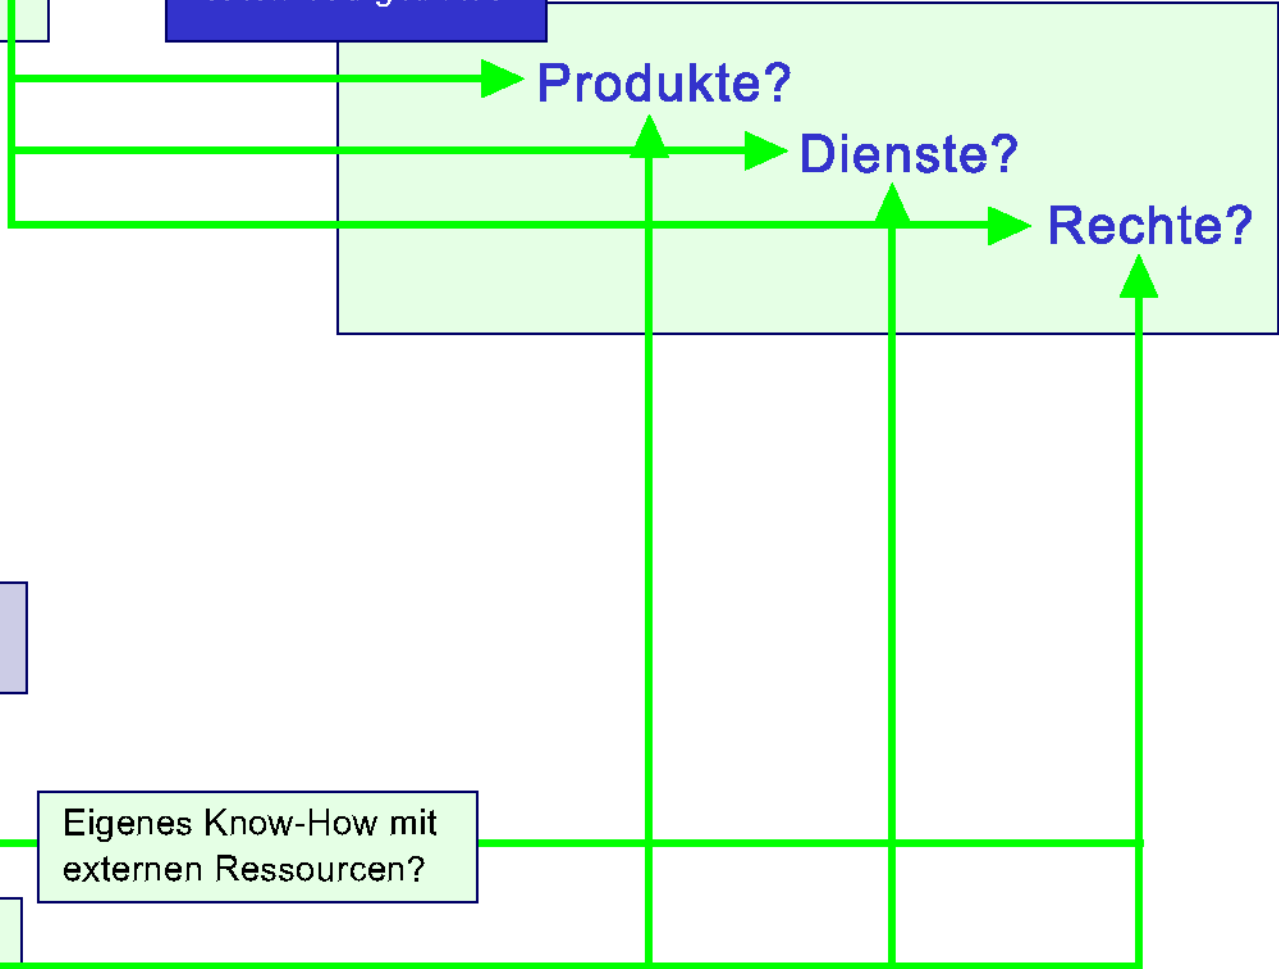 Produkte?
Dienste?
Rechte?
Eigenes Know-How mit
externen Ressourcen?